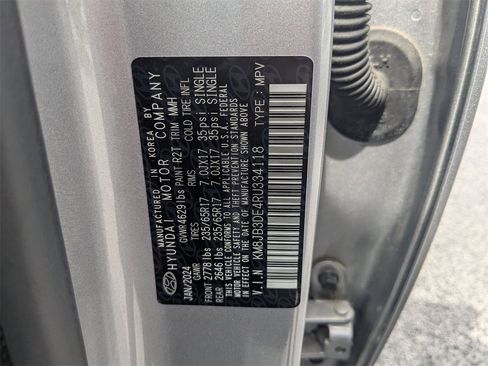 MANUFACTURED IN KOREA BY
HYUNDAI MOTOR COMPANY
JAN/2024 GVWR 4629 lbs PAINT R2T TRIM MMH
GAWR TIRES RIMS COLD TIRE INFL
FRONT 2778 lbs 235/65R17 7.0JX17 35psi SINGLE
REAR 2646 lbs 235/65R17 7.0JX17 35psi SINGLE
THIS VEHICLE CONFORMS TO ALL APPLICABLE U.S.A. FEDERAL
MOTOR VEHICLE SAFETY AND THEFT PREVENTION STANDARDS
IN EFFECT ON THE DATE OF MANUFACTURE SHOWN ABOVE
V.I.N: KM8JB3DE4RU334118 TYPE: MPV